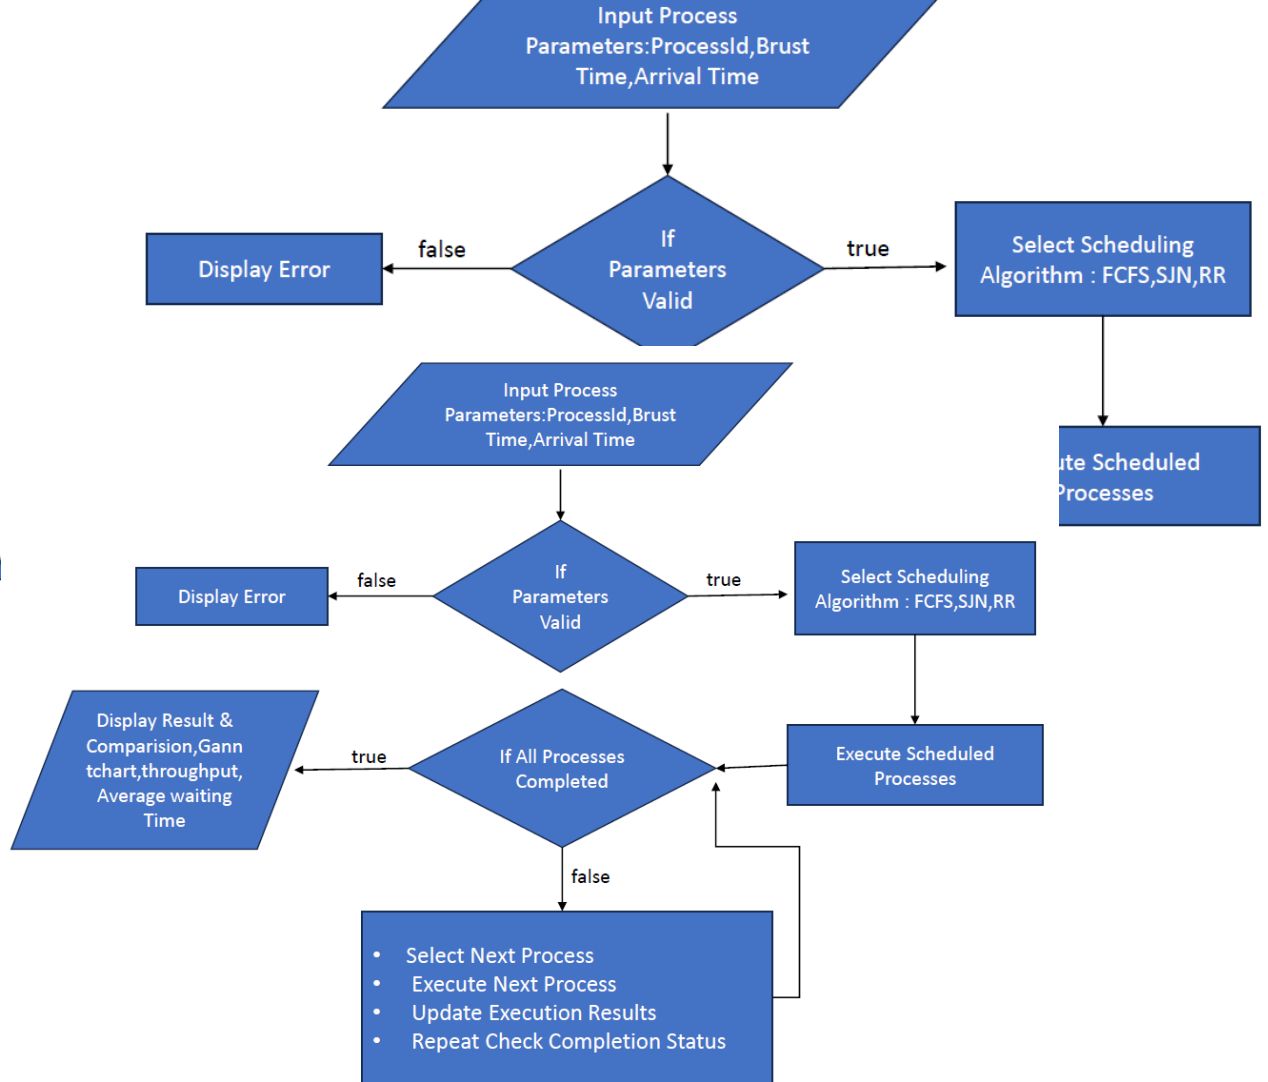 Input Process
Parameters:ProcessId,Brust
Time,Arrival Time
If
Parameters
Valid
false
true
Display Error
Select Scheduling
Algorithm : FCFS,SJN,RR
Scheduled
Processes
Input Process
Parameters:ProcessId,Brust
Time,Arrival Time
If
Parameters
Valid
false
true
Display Error
Select Scheduling
Algorithm : FCFS,SJN,RR
Execute Scheduled
Processes
If All Processes
Completed
true
Display Result &
Comparision,Gann
tchart,throughput,
Average waiting
Time
false
• Select Next Process
• Execute Next Process
• Update Execution Results
• Repeat Check Completion Status